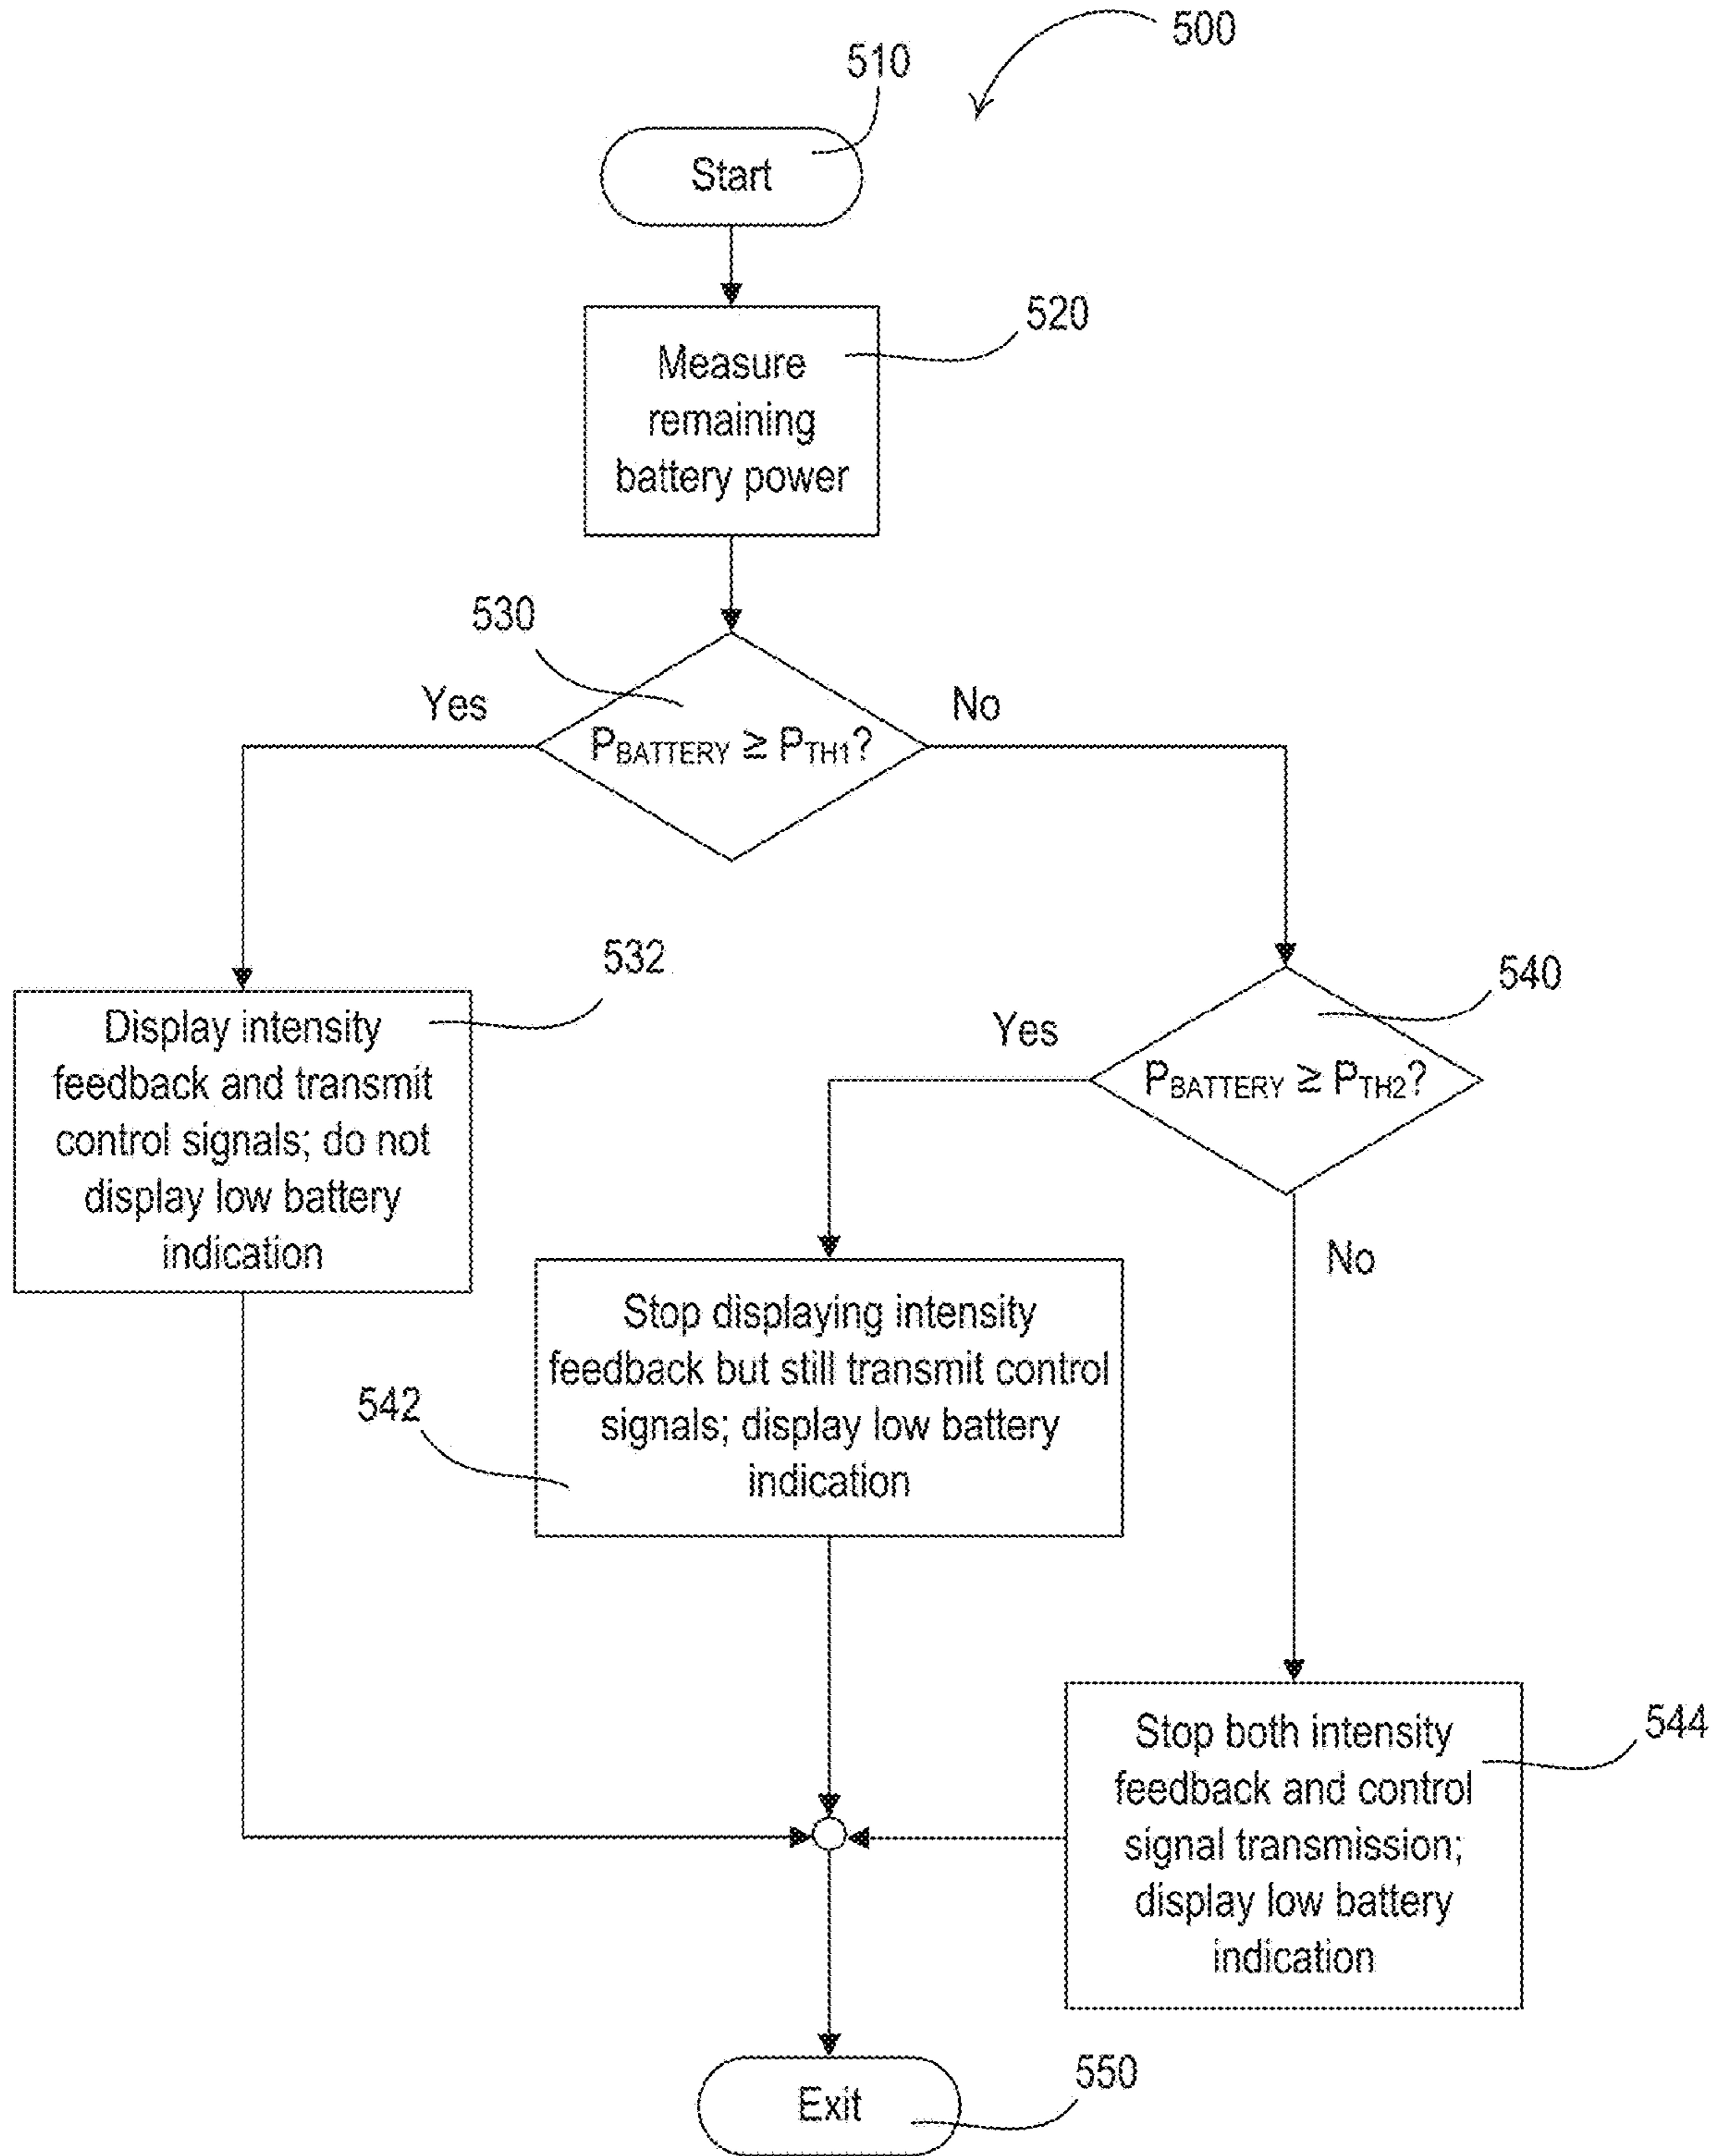 500
510
Start
520
Measure
remaining
battery power
530
Yes
No
PBATTERY ≥ PTH1?
532
540
Display intensity
feedback and transmit
control signals; do not
display low battery
indication
Yes
PBATTERY ≥ PTH2?
No
Stop displaying intensity
feedback but still transmit control
signals; display low battery
indication
542
544
Stop both intensity
feedback and control
signal transmission;
display low battery
indication
550
Exit